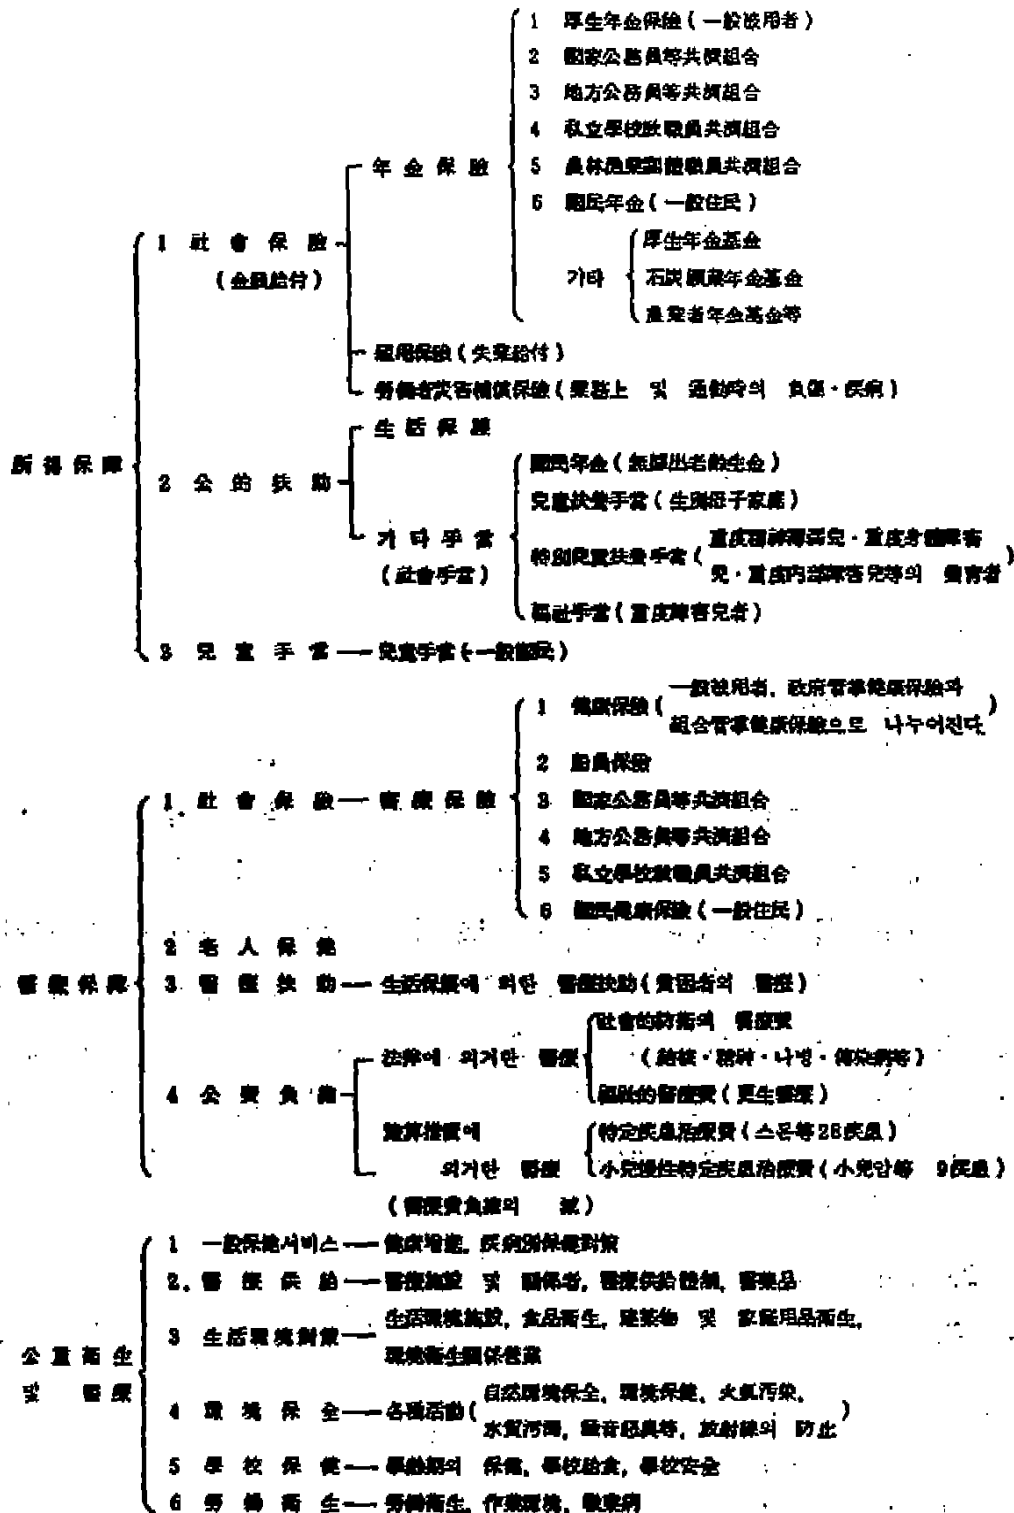 1 厚生年金保險(一般被用者)
2 國家公務員等共濟組合
3 地方公務員等共濟組合
4 私立學校敎職員共濟組合
年金保險
5 農林漁業團體職員共濟組合
6 國民年金(一般住民)
1 社會保險
(金錢給付)
厚生年金基金
기타 石炭鑛業年金基金
農業者年金基金等
雇用保險(失業給付)
勞働者災害補償保險(業務上 및 通勤時의 負傷·疾病)
生活保護
所得保障
2 公的扶助
國民年金(無醵出老齡年金)
兒童扶養手當(生別母子家庭)
기타手當
(社會手當)
特別兒童扶養手當(重度精神薄弱兒·重度身體障害
兒·重度內部障害兒等의 養育者)
福祉手當(重度障害兒者)
3 兒童手當 — 兒童手當(一般國民)
1 健康保險(一般被用者, 政府管掌健康保險과
組合管掌健康保險으로 나누어진다)
2 船員保險
1 社會保險 — 醫療保險
3 國家公務員等共濟組合
4 地方公務員等共濟組合
5 私立學校敎職員共濟組合
6 國民健康保險(一般住民)
2 老人保健
醫療保障
3 醫療扶助 — 生活保護에 의한 醫療扶助(貧困者의 醫療)
社會的防衛의 醫療費
法律에 의거한 醫療
(結核·精神·나병·傳染病等)
4 公費負擔
福祉的醫療費(更生醫療)
豫算措置에
의거한 醫療
特定疾患治療費(스몬等28疾患)
小兒慢性特定疾患治療費(小兒암等 9疾患)
(醫療費負擔의 減)
1 一般保健서비스 — 健康增進, 疾病別保健對策
2. 醫療供給 — 醫療施設 및 關係者, 醫療供給體制, 醫藥品
3 生活環境對策 — 生活環境施設, 食品衛生, 建築物 및 家庭用品衛生,
環境衛生關係營業
公衆衛生
및 醫療
4 環境保全 — 各種活動(自然環境保全, 環境保健, 大氣汚染,
水質汚濁, 騷音惡臭等, 放射線의 防止)
5 學校保健 — 學齡期의 保健, 學校給食, 學校安全
6 勞働衛生 — 勞働衛生, 作業環境, 職業病